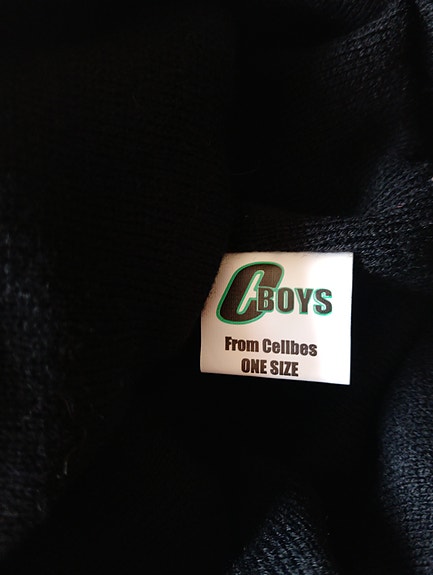 CBOYS
From Cellbes
ONE SIZE